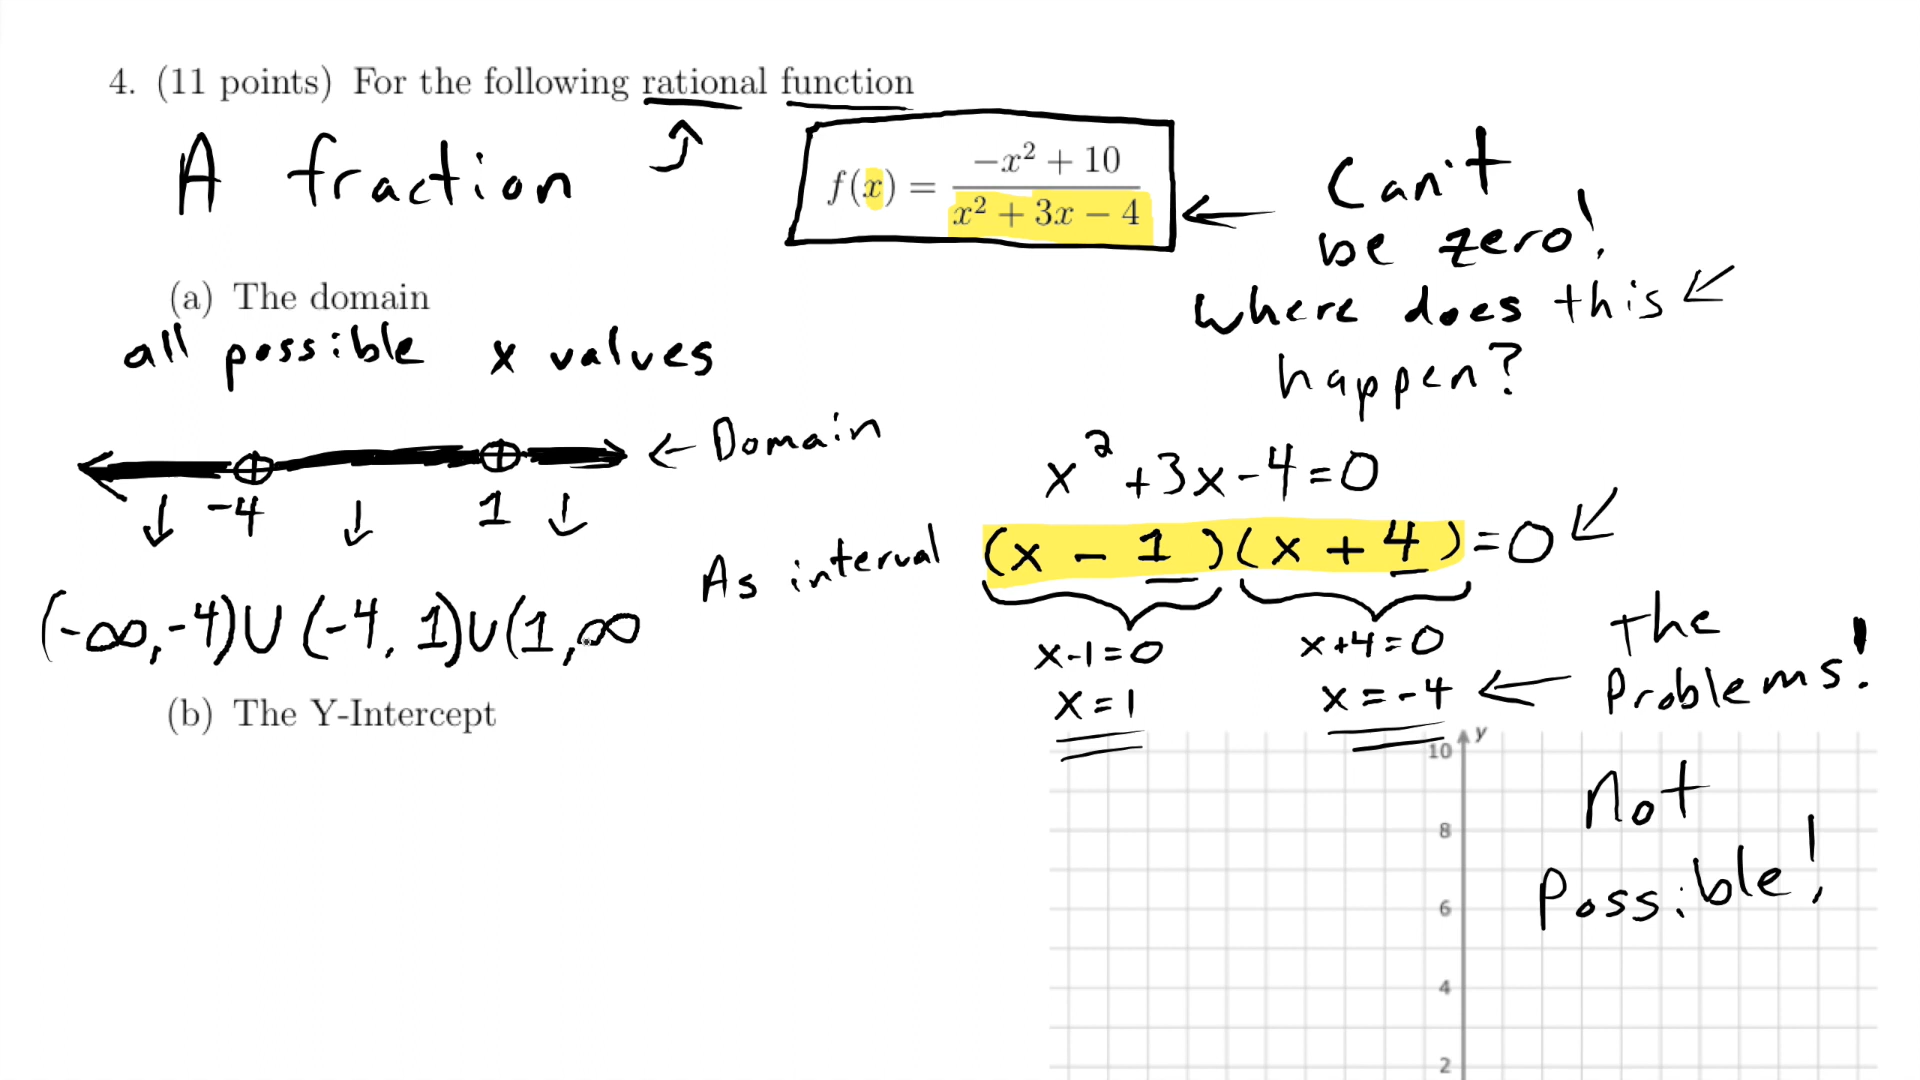 4. (11 points) For the following rational function
A fraction
f(x) = (-x² + 10)/(x² + 3x - 4)
Can't
be zero!
Where does this
happen?
(a) The domain
all possible x values
← Domain
-4 1
As interval
(-∞,-4)∪(-4, 1)∪(1,∞
x²+3x-4=0
(x - 1)(x + 4)=0
x-1=0 x+4=0
x=1 x=-4
The
Problems!
Not
Possible!
(b) The Y-Intercept
y
10
8
6
4
2